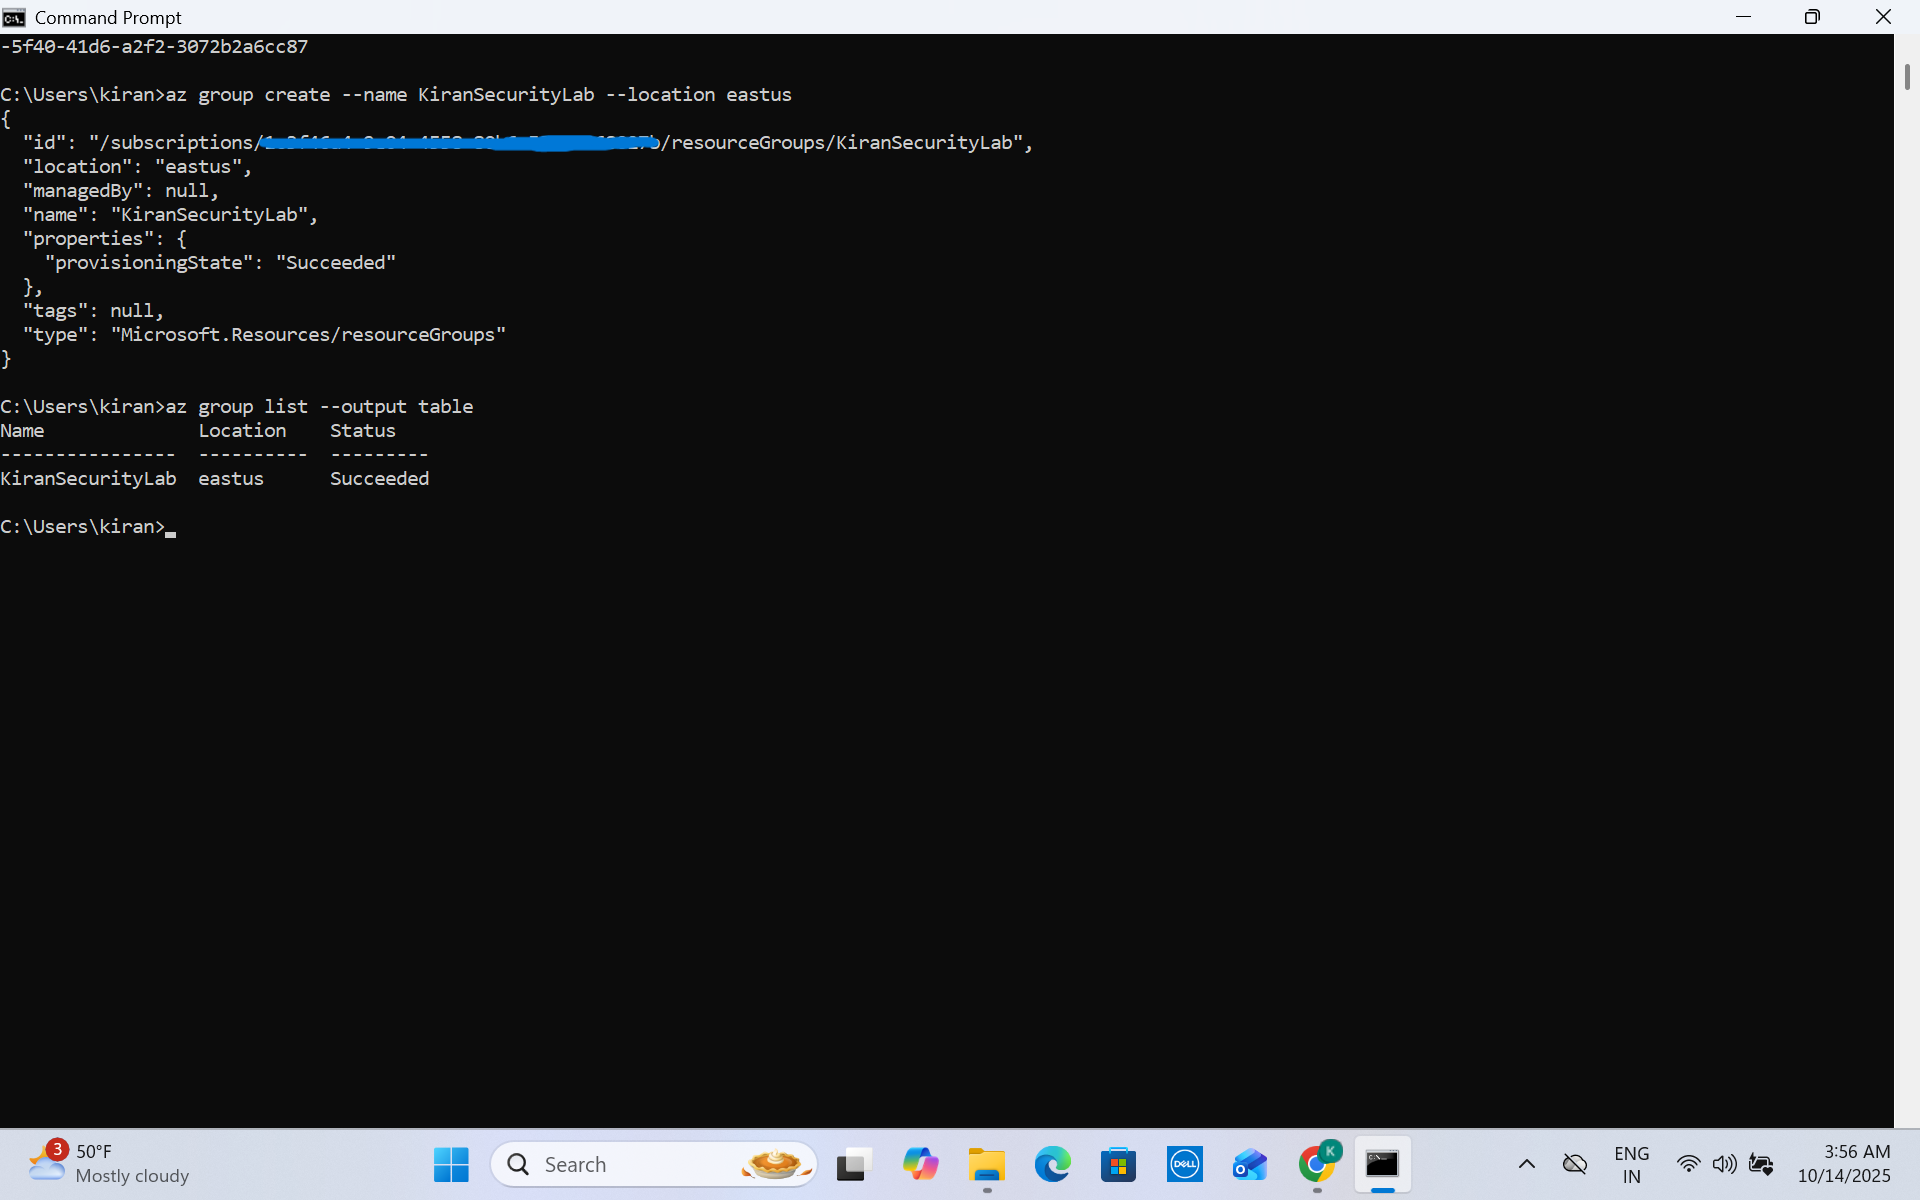 Command Prompt
-5f40-41d6-a2f2-3072b2a6cc87
C:\Users\kiran>az group create --name KiranSecurityLab --location eastus
{
"id": "/subscriptions/ /resourceGroups/KiranSecurityLab",
"location": "eastus",
"managedBy": null,
"name": "KiranSecurityLab",
"properties": {
"provisioningState": "Succeeded"
},
"tags": null,
"type": "Microsoft.Resources/resourceGroups"
}
C:\Users\kiran>az group list --output table
Name Location Status
---------------- ---------- ---------
KiranSecurityLab eastus Succeeded
C:\Users\kiran>
3
50°F
Mostly cloudy
Search
DELL
K
ENG
IN
3:56 AM
10/14/2025